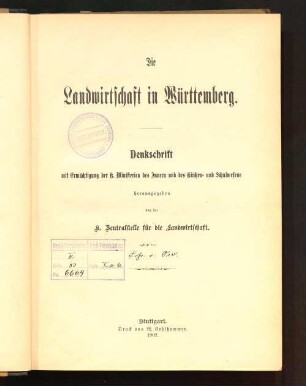 Die
Landwirtschaft in Württemberg.
Denkschrift
mit Ermächtigung der K. Ministerien des Innern und des Kirchen- und Schulwesens
herausgegeben
von der
K. Zentralstelle für die Landwirtschaft.
Stuttgart.
Druck von W. Kohlhammer.
1902.